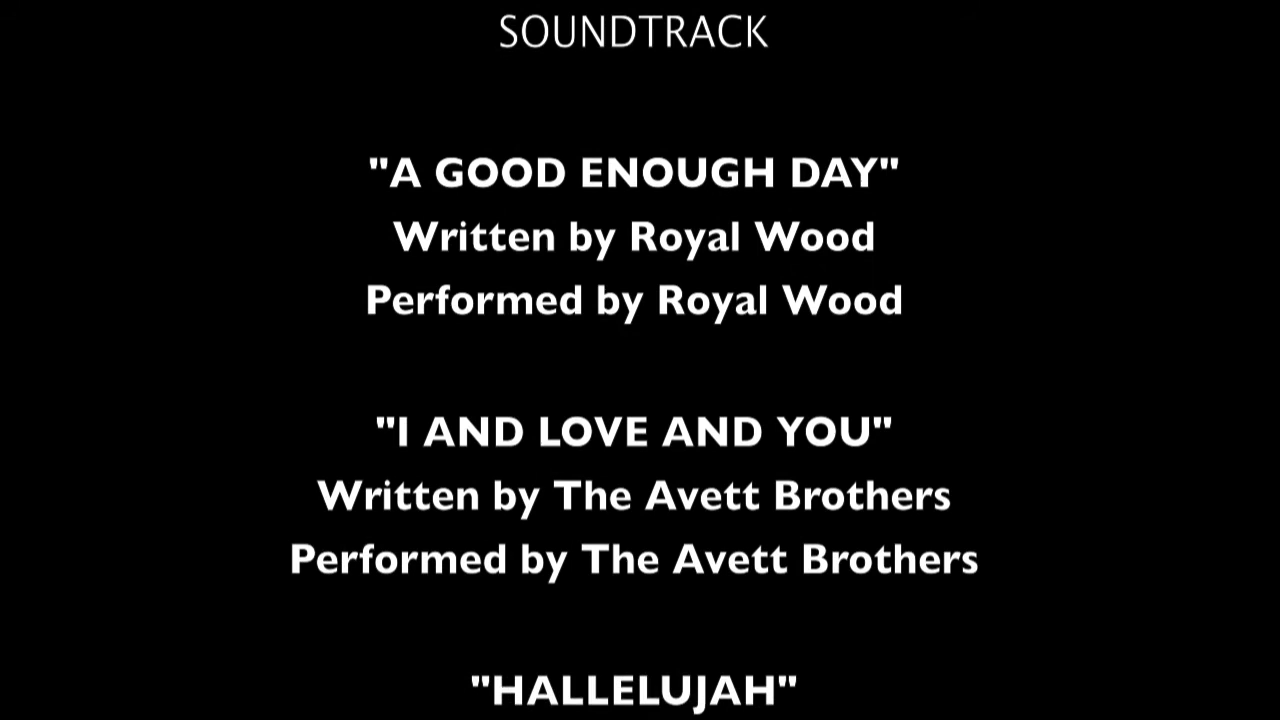 SOUNDTRACK
"A GOOD ENOUGH DAY"
Written by Royal Wood
Performed by Royal Wood
"I AND LOVE AND YOU"
Written by The Avett Brothers
Performed by The Avett Brothers
"HALLELUJAH"